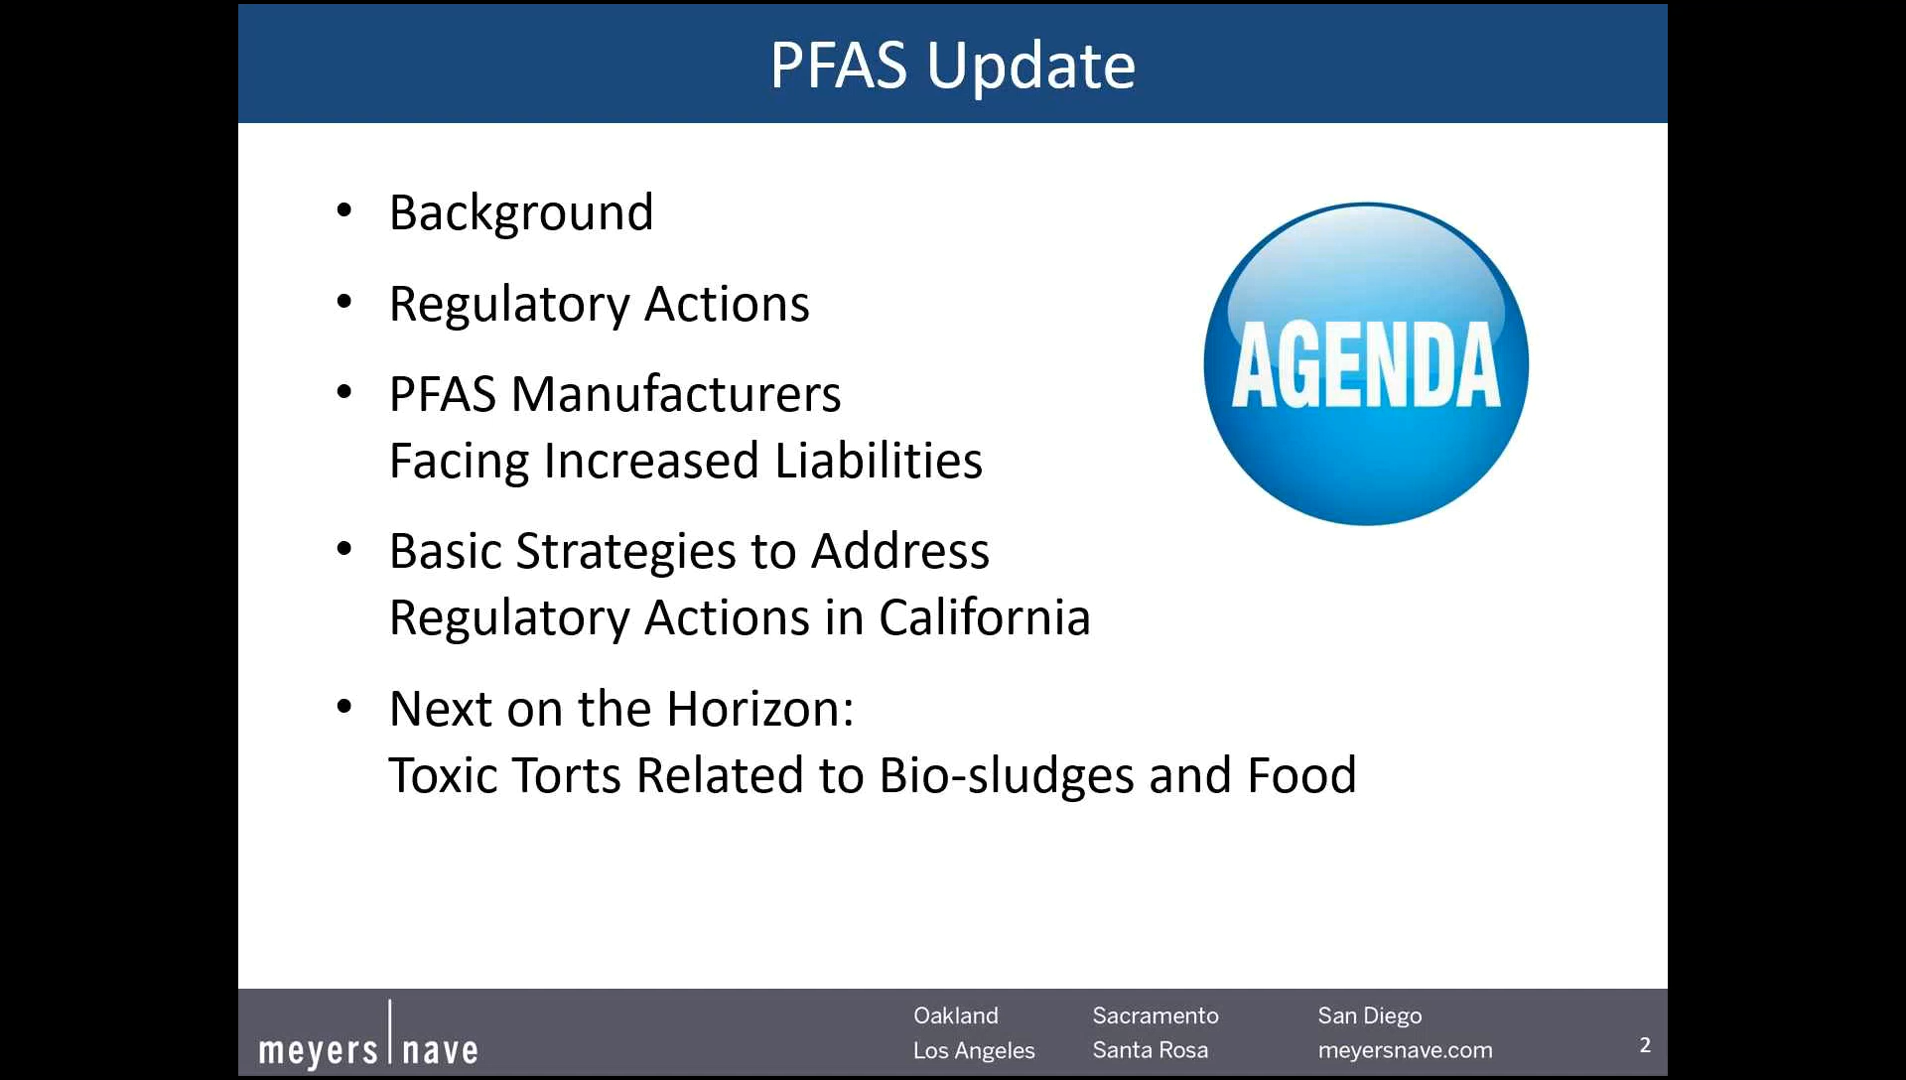 PFAS Update
• Background
• Regulatory Actions
• PFAS Manufacturers
Facing Increased Liabilities
• Basic Strategies to Address
Regulatory Actions in California
• Next on the Horizon:
Toxic Torts Related to Bio-sludges and Food
AGENDA
meyers nave
Oakland
Los Angeles
Sacramento
Santa Rosa
San Diego
meyersnave.com
2